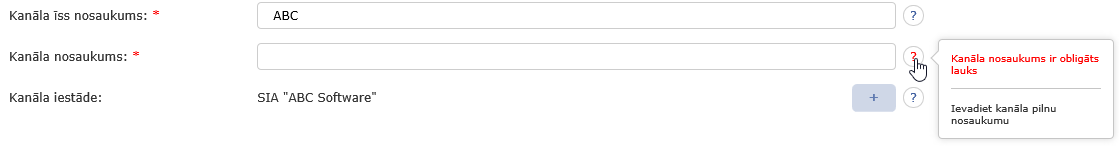 Kanāla īss nosaukums: * ABC ?
Kanāla nosaukums: * ?
Kanāla nosaukums ir obligāts
lauks
Ievadiet kanāla pilnu
nosaukumu
Kanāla iestāde: SIA "ABC Software" + ?